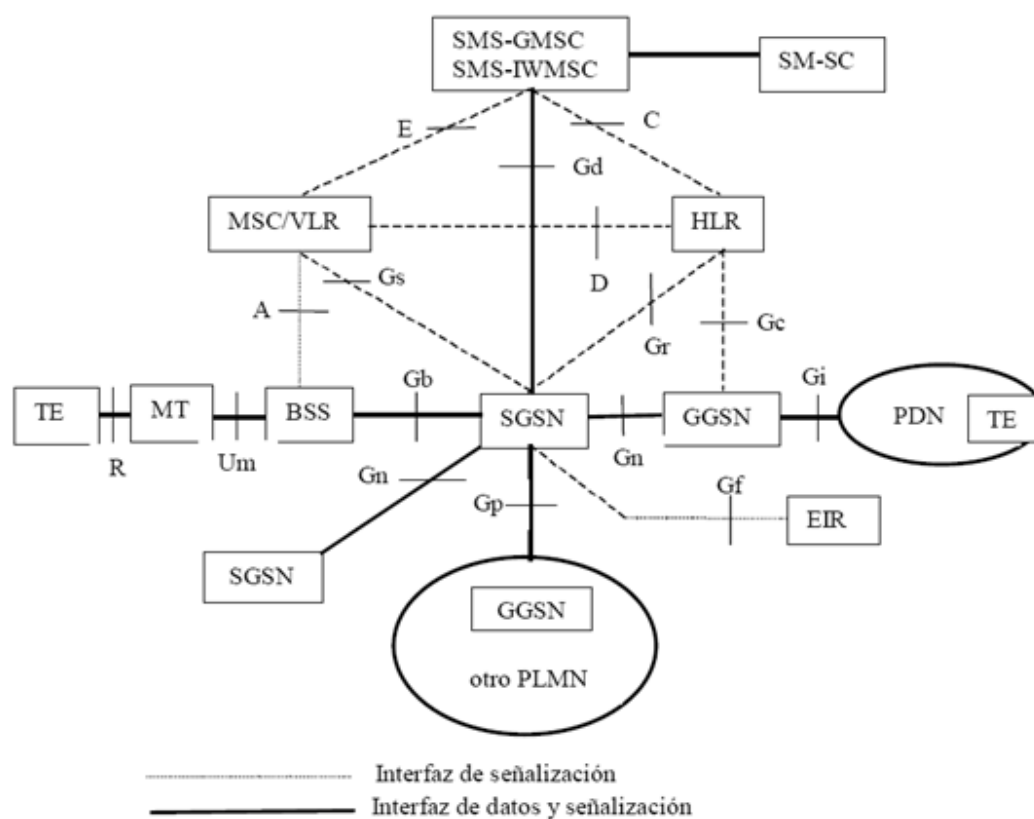 SMS-GMSC
SMS-IWMSC
SM-SC
E
C
Gd
MSC/VLR
HLR
Gs
D
A
Gr
Gc
Gb
Gi
TE
MT
BSS
SGSN
GGSN
PDN
TE
R
Um
Gn
Gn
Gp
Gf
EIR
SGSN
GGSN
otro PLMN
Interfaz de señalización
Interfaz de datos y señalización